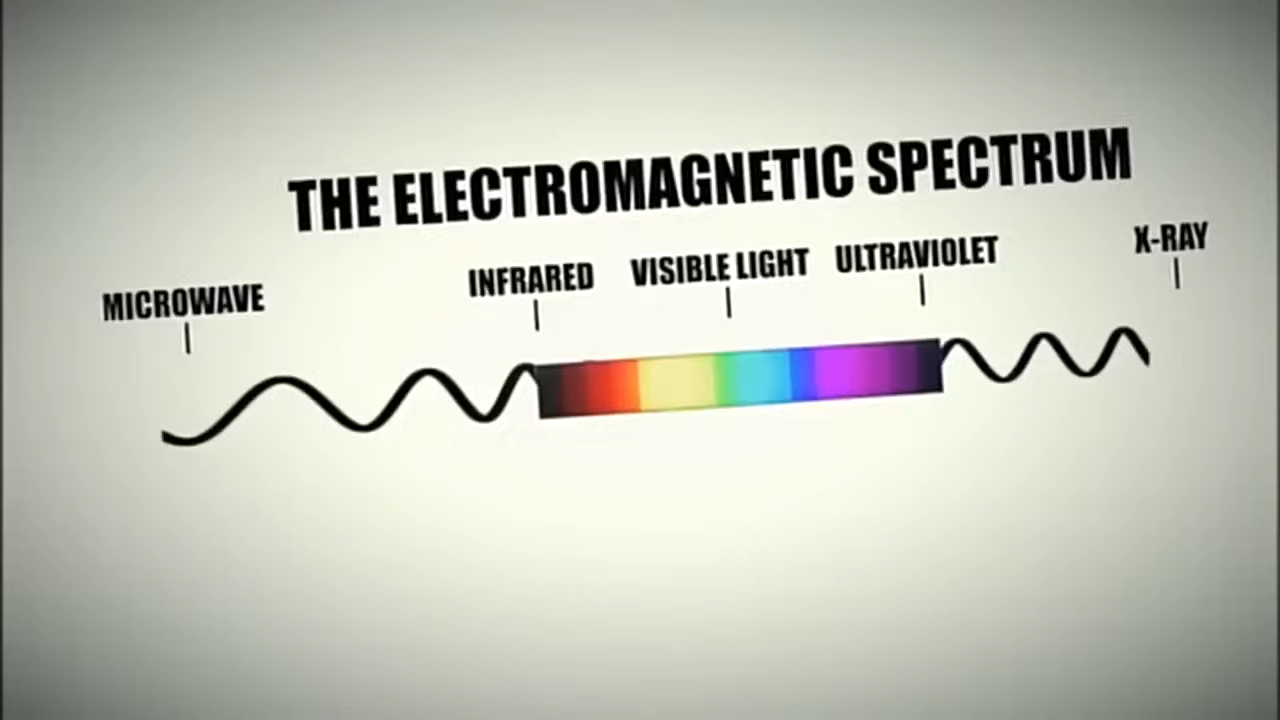 THE ELECTROMAGNETIC SPECTRUM
MICROWAVE
INFRARED
VISIBLE LIGHT
ULTRAVIOLET
X-RAY